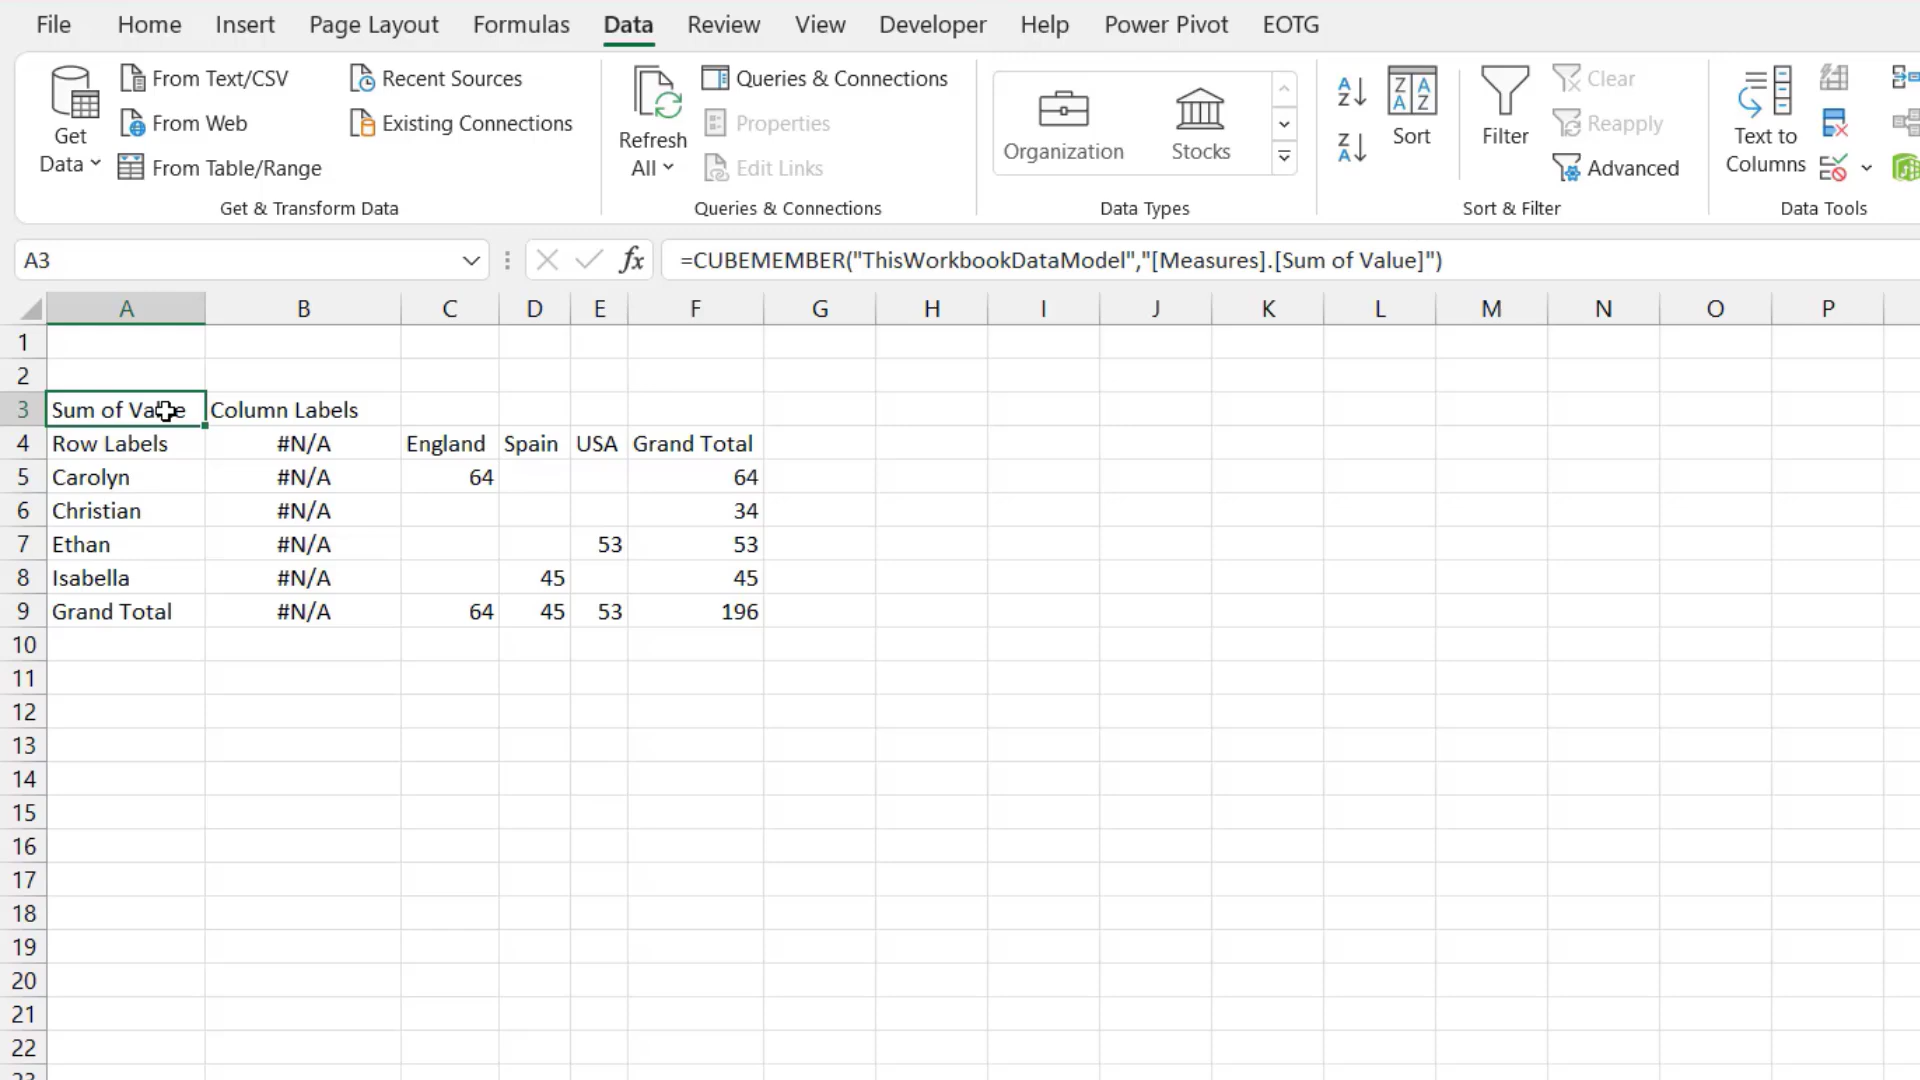 File Home Insert Page Layout Formulas Data Review View Developer Help Power Pivot EOTG
Get Data
From Text/CSV
From Web
From Table/Range
Recent Sources
Existing Connections
Get & Transform Data
Refresh All
Queries & Connections
Properties
Edit Links
Queries & Connections
Organization
Stocks
Data Types
Sort
Filter
Clear
Reapply
Advanced
Sort & Filter
Text to Columns
Data Tools
A3 fx =CUBEMEMBER("ThisWorkbookDataModel","[Measures].[Sum of Value]")
A B C D E F G H I J K L M N O P
1
2
3 Sum of Value Column Labels
4 Row Labels #N/A England Spain USA Grand Total
5 Carolyn #N/A 64 64
6 Christian #N/A 34
7 Ethan #N/A 53 53
8 Isabella #N/A 45 45
9 Grand Total #N/A 64 45 53 196
10
11
12
13
14
15
16
17
18
19
20
21
22
23